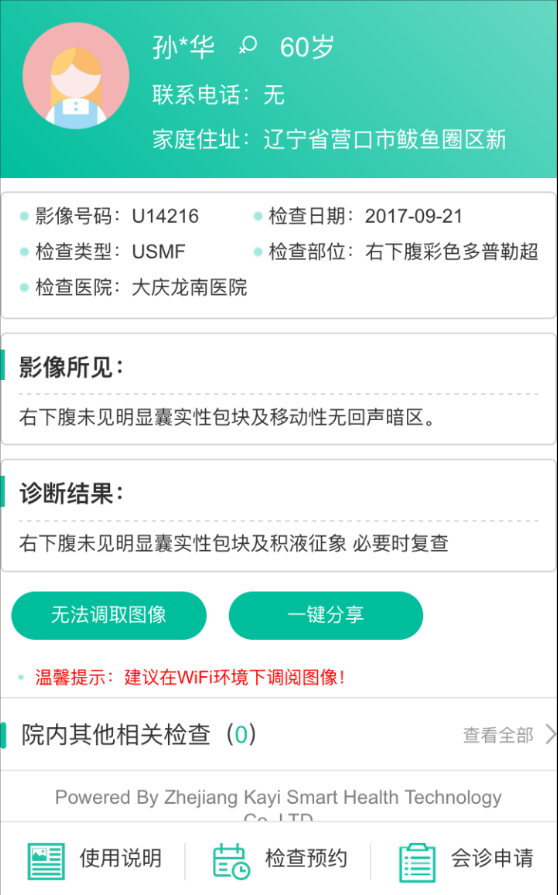 孙*华 60岁
联系电话：无
家庭住址：辽宁省营口市鲅鱼圈区新
影像号码：U14216 检查日期：2017-09-21
检查类型：USMF 检查部位：右下腹彩色多普勒超
检查医院：大庆龙南医院
影像所见：
右下腹未见明显囊实性包块及移动性无回声暗区。
诊断结果：
右下腹未见明显囊实性包块及积液征象 必要时复查
无法调取图像 一键分享
温馨提示：建议在WiFi环境下调阅图像！
院内其他相关检查（0） 查看全部
Powered By Zhejiang Kayi Smart Health Technology
Co.,LTD
使用说明 检查预约 会诊申请